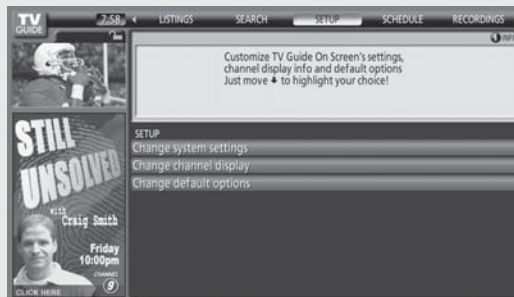 TV
GUIDE
7:58
LISTINGS
SEARCH
SETUP
SCHEDULE
RECORDINGS
INFO
Customize TV Guide On Screen's settings,
channel display info and default options
Just move ⬇ to highlight your choice!
SETUP
Change system settings
Change channel display
Change default options
STILL
UNSOLVED
with
Craig Smith
Friday
10:00pm
CHANNEL
9
CLICK HERE